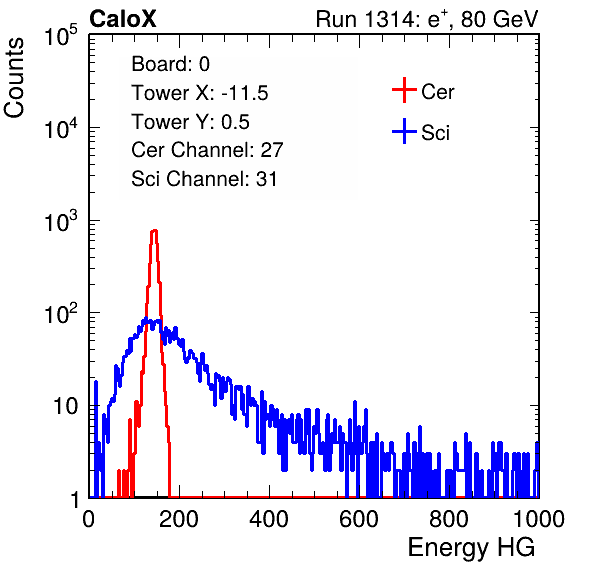 CaloX Run 1314: e⁺, 80 GeV
Counts
Board: 0
Tower X: -11.5
Tower Y: 0.5
Cer Channel: 27
Sci Channel: 31
Cer
Sci
10⁵
10⁴
10³
10²
10
1
0 200 400 600 800 1000
Energy HG